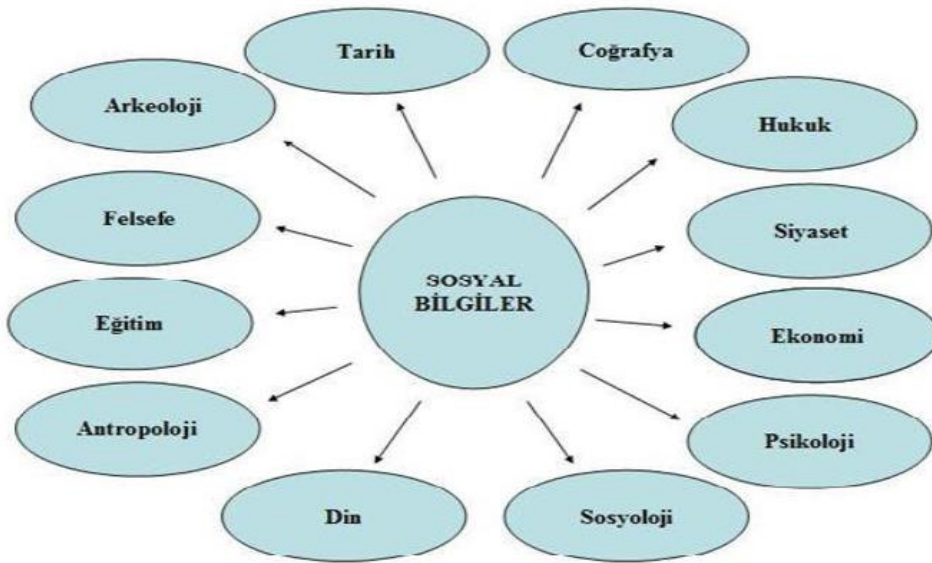 Tarih
Coğrafya
Arkeoloji
Hukuk
Felsefe
Siyaset
SOSYAL
BİLGİLER
Eğitim
Ekonomi
Antropoloji
Psikoloji
Din
Sosyoloji